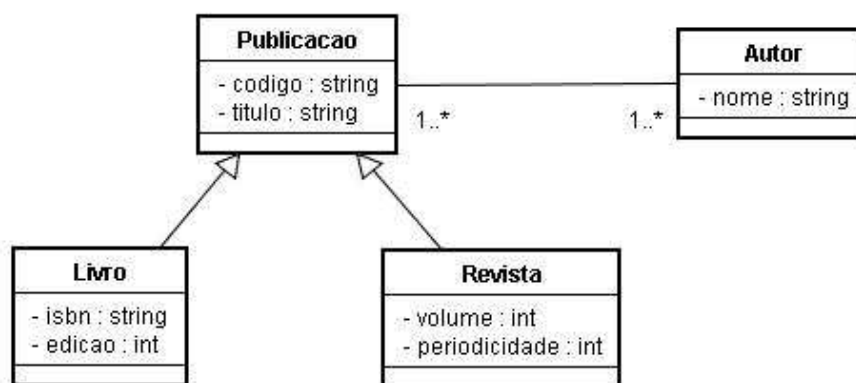 Publicacao
- codigo : string
- titulo : string
1..*
1..*
Autor
- nome : string
Livro
- isbn : string
- edicao : int
Revista
- volume : int
- periodicidade : int